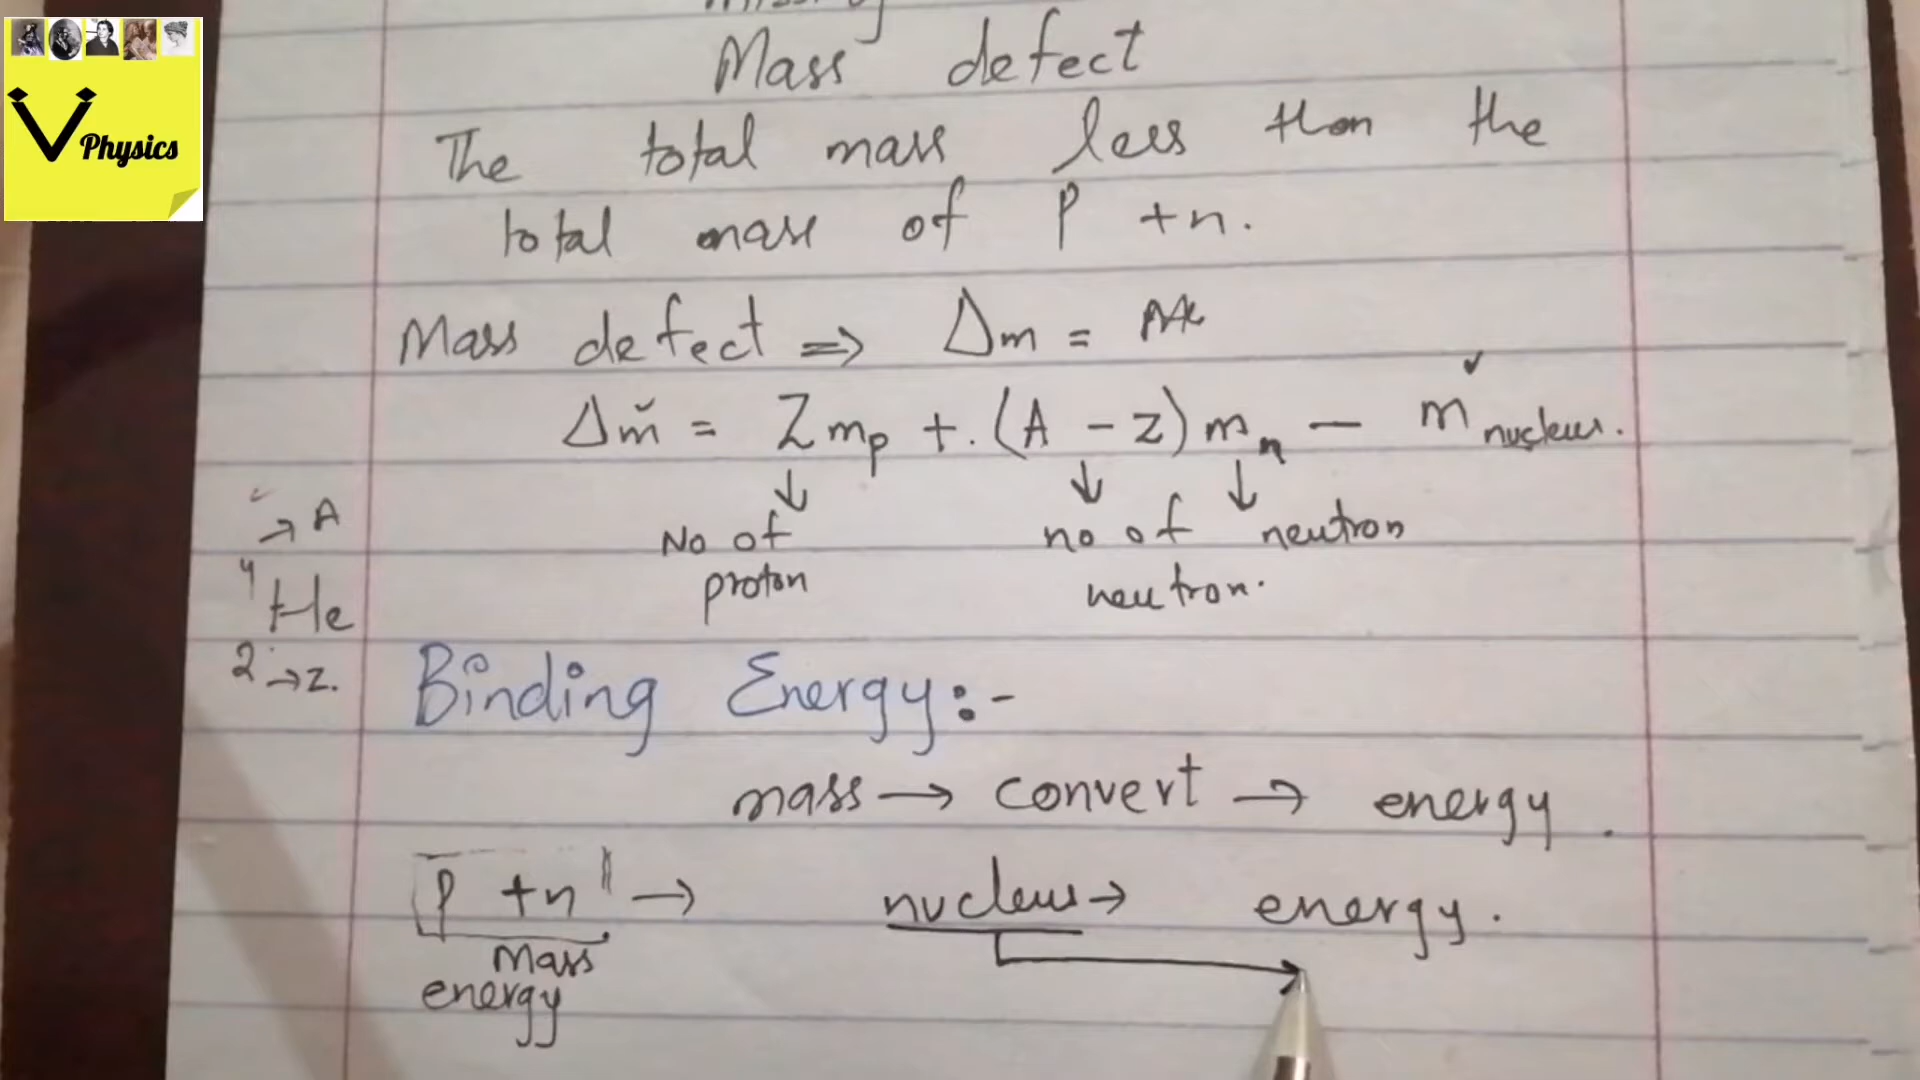 V Physics
Mass defect
The total mass less than the
total mass of P + n.
Mass defect ⇒ Δm =
Δm = Zmp + (A - Z) mn - m nucleus.
↓ ↓ ↓
No of no of neutron
proton neutron.
→ A
4
He
2 → Z.
Binding Energy:-
mass → convert → energy.
P + n → nucleus → energy.
Mass
energy